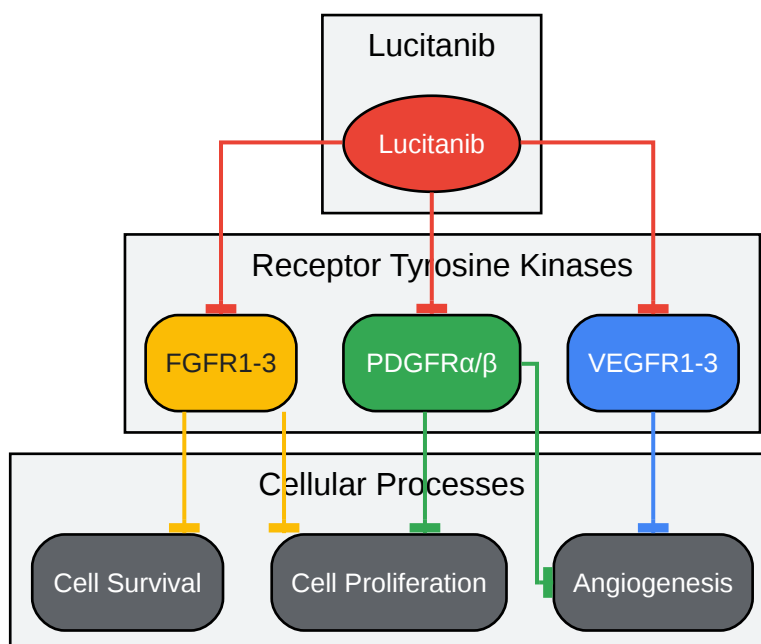 Lucitanib
Lucitanib
Receptor Tyrosine Kinases
FGFR1-3
PDGFRα/β
VEGFR1-3
Cellular Processes
Cell Survival
Cell Proliferation
Angiogenesis